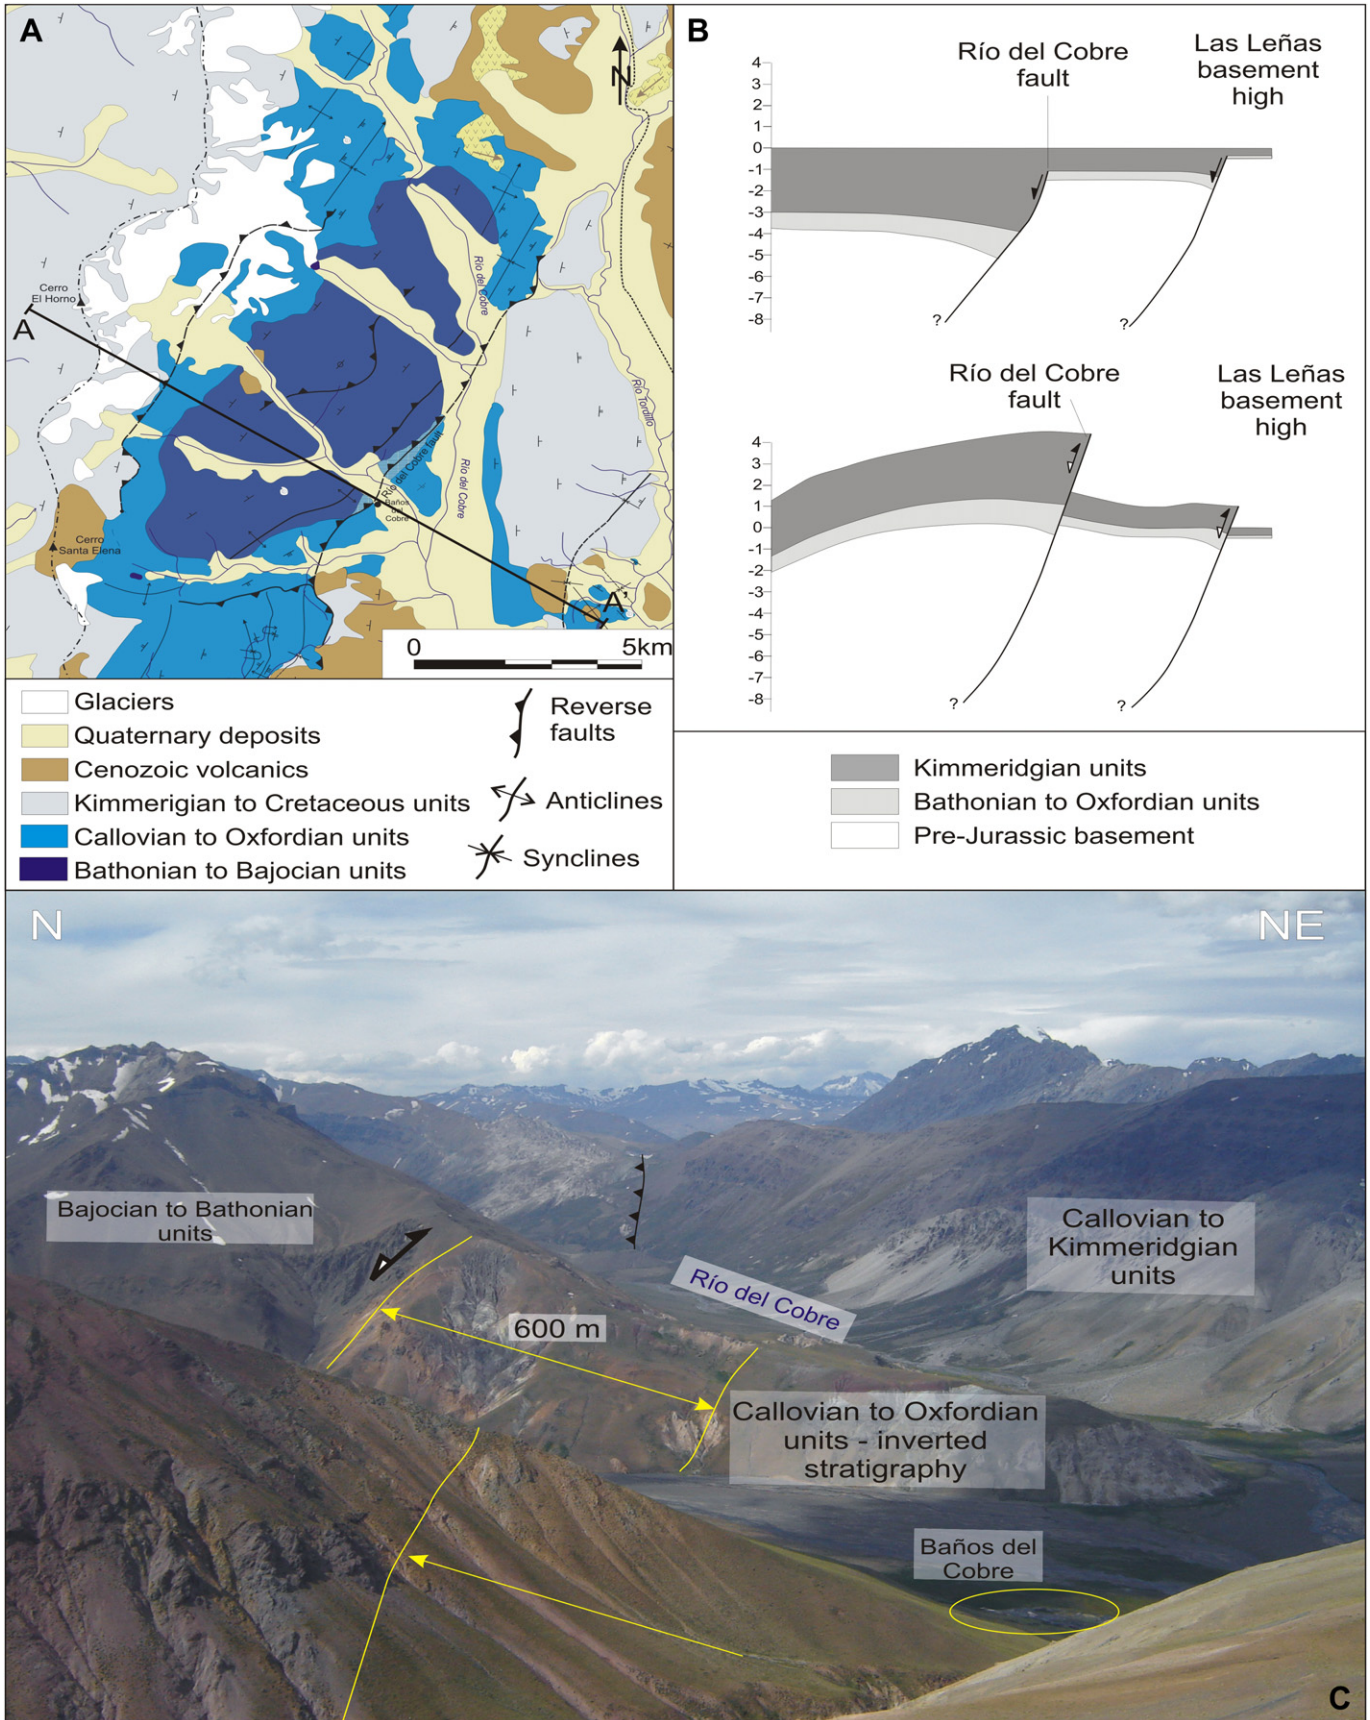 A
N
Cerro
El Horno
A
Río del Cobre
Río Tordillo
Río del Cobre fault
Río del Cobre
Baños
del
Cobre
Cerro
Santa Elena
A'
0
5km
Glaciers
Quaternary deposits
Cenozoic volcanics
Kimmerigian to Cretaceous units
Callovian to Oxfordian units
Bathonian to Bajocian units
Reverse
faults
Anticlines
Synclines
B
Río del Cobre
fault
Las Leñas
basement
high
4
3
2
1
0
-1
-2
-3
-4
-5
-6
-7
-8
?
?
Río del Cobre
fault
Las Leñas
basement
high
4
3
2
1
0
-1
-2
-3
-4
-5
-6
-7
-8
?
?
Kimmeridgian units
Bathonian to Oxfordian units
Pre-Jurassic basement
N
NE
Bajocian to Bathonian
units
Callovian to
Kimmeridgian
units
Río del Cobre
600 m
Callovian to Oxfordian
units - inverted
stratigraphy
Baños del
Cobre
C